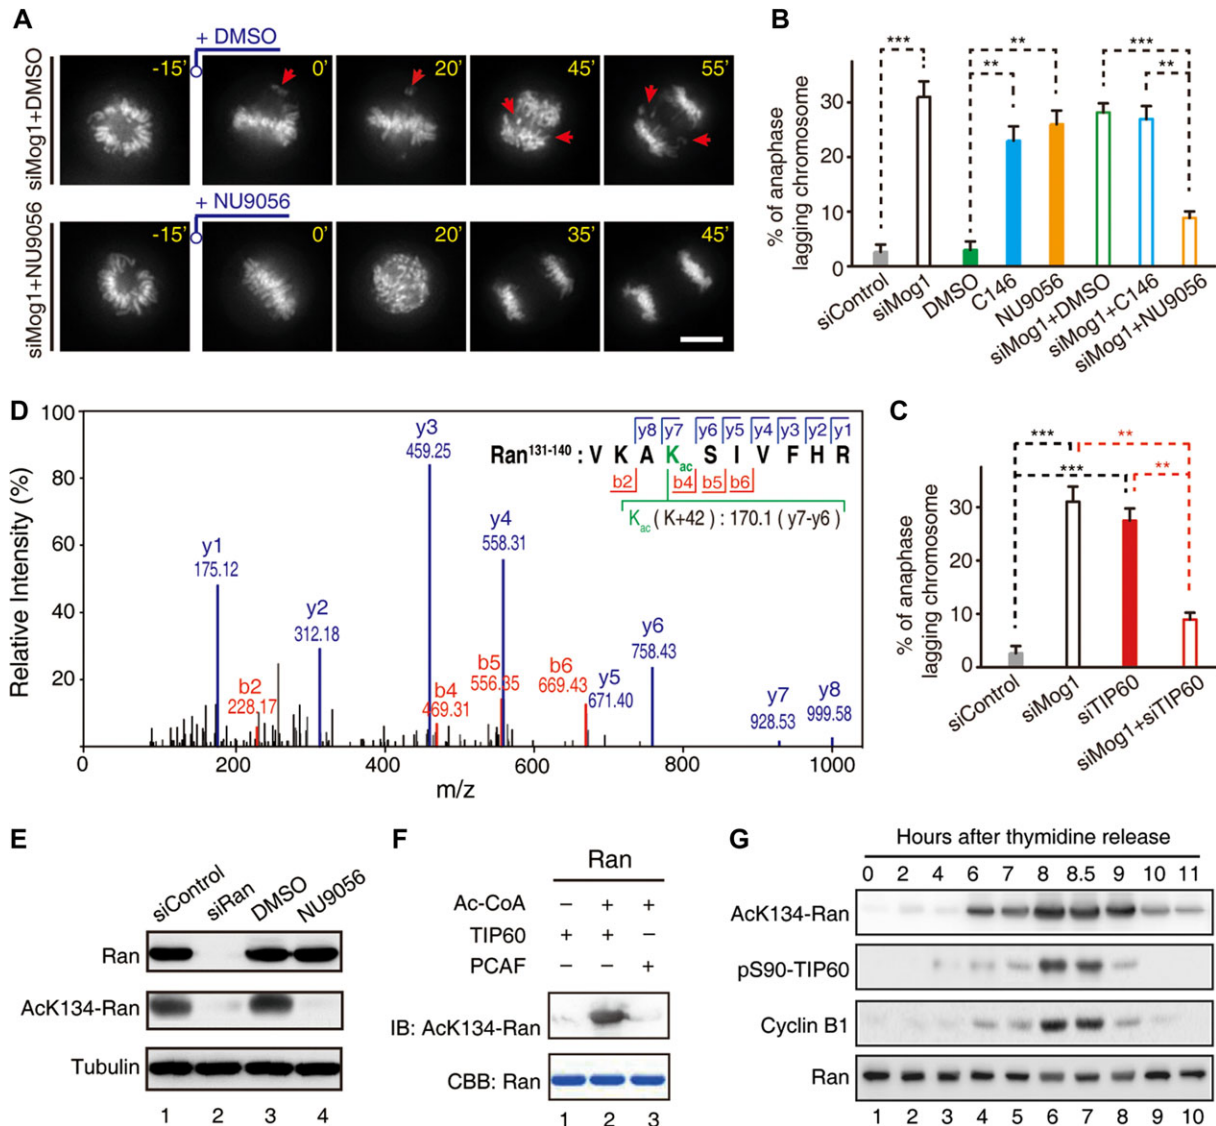 A
+ DMSO
siMog1+DMSO
-15'
0'
20'
45'
55'
+ NU9056
siMog1+NU9056
-15'
0'
20'
35'
45'
B
% of anaphase
lagging chromosome
30
20
10
0
***
**
**
***
**
siControl
siMog1
DMSO
C146
NU9056
siMog1+DMSO
siMog1+C146
siMog1+NU9056
D
Relative Intensity (%)
100
80
60
40
20
0
200
400
600
800
1000
m/z
y1
175.12
b2
228.17
y2
312.18
y3
459.25
b4
469.31
y4
558.31
b5
556.35
b6
669.43
y5
671.40
y6
758.43
y7
928.53
y8
999.58
y8 y7 y6 y5 y4 y3 y2 y1
Ran131-140 : V K A Kac S I V F H R
b2 b4 b5 b6
Kac ( K+42 ) : 170.1 ( y7-y6 )
C
% of anaphase
lagging chromosome
30
20
10
0
***
**
***
**
siControl
siMog1
siTIP60
siMog1+siTIP60
E
siControl siRan DMSO NU9056
Ran
AcK134-Ran
Tubulin
1 2 3 4
F
Ran
Ac-CoA – + +
TIP60 + + –
PCAF – – +
IB: AcK134-Ran
CBB: Ran
1 2 3
G
Hours after thymidine release
0 2 4 6 7 8 8.5 9 10 11
AcK134-Ran
pS90-TIP60
Cyclin B1
Ran
1 2 3 4 5 6 7 8 9 10